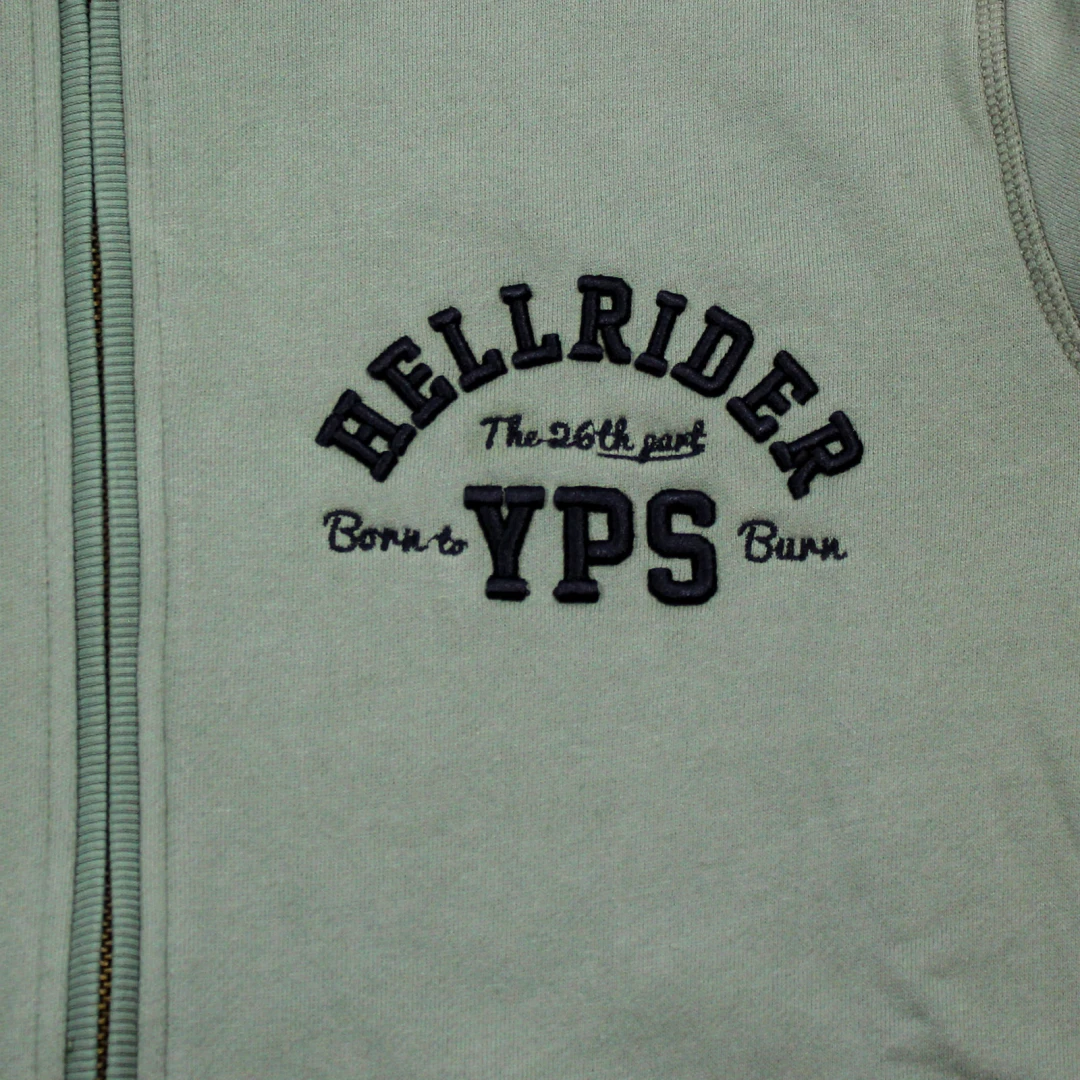 HELLRIDER
The 26th part
Born to YPS Burn